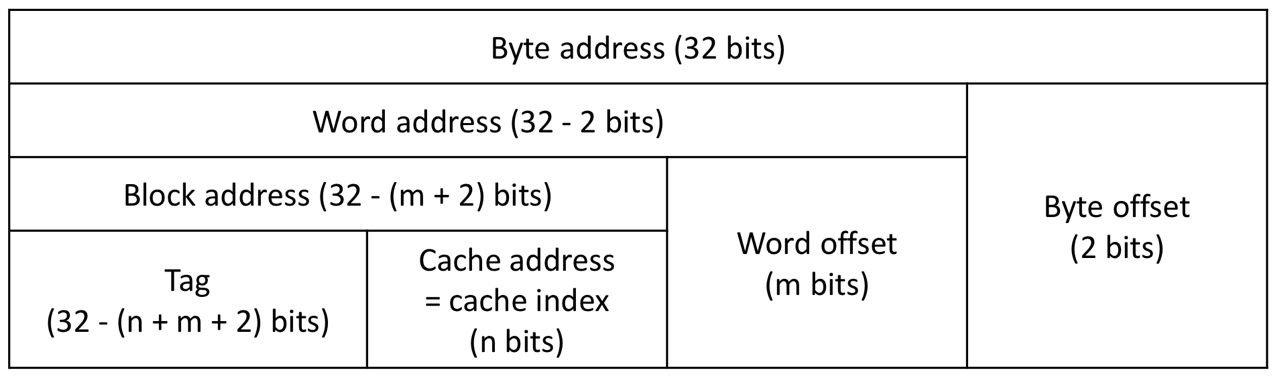 Byte address (32 bits)
Word address (32 - 2 bits)
Block address (32 - (m + 2) bits)
Byte offset
(2 bits)
Word offset
(m bits)
Tag
(32 - (n + m + 2) bits)
Cache address
= cache index
(n bits)